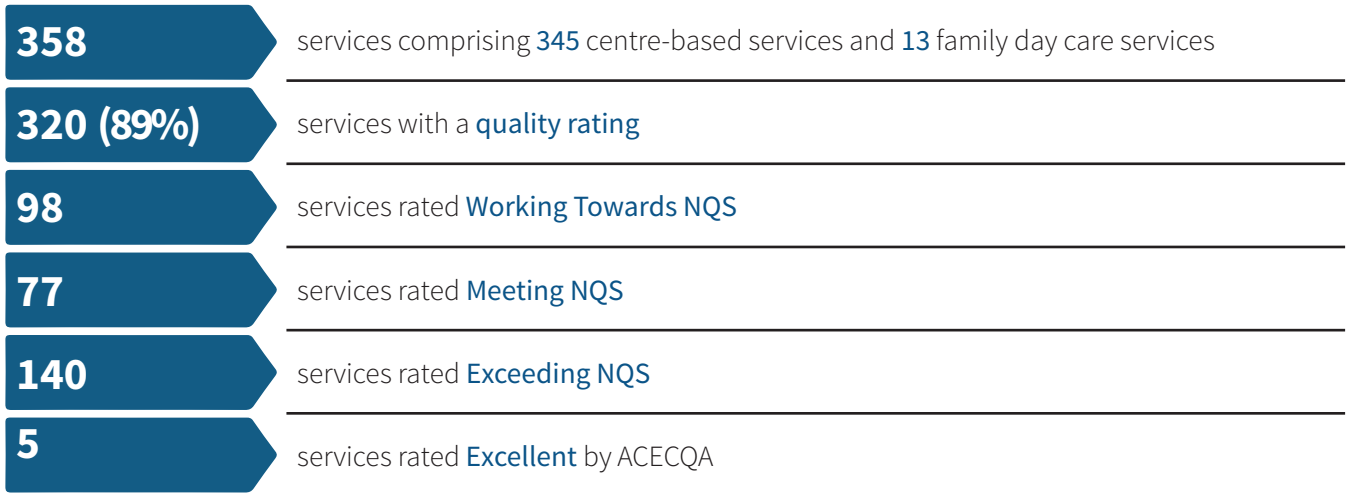 358 services comprising 345 centre-based services and 13 family day care services
320 (89%) services with a quality rating
98 services rated Working Towards NQS
77 services rated Meeting NQS
140 services rated Exceeding NQS
5 services rated Excellent by ACECQA